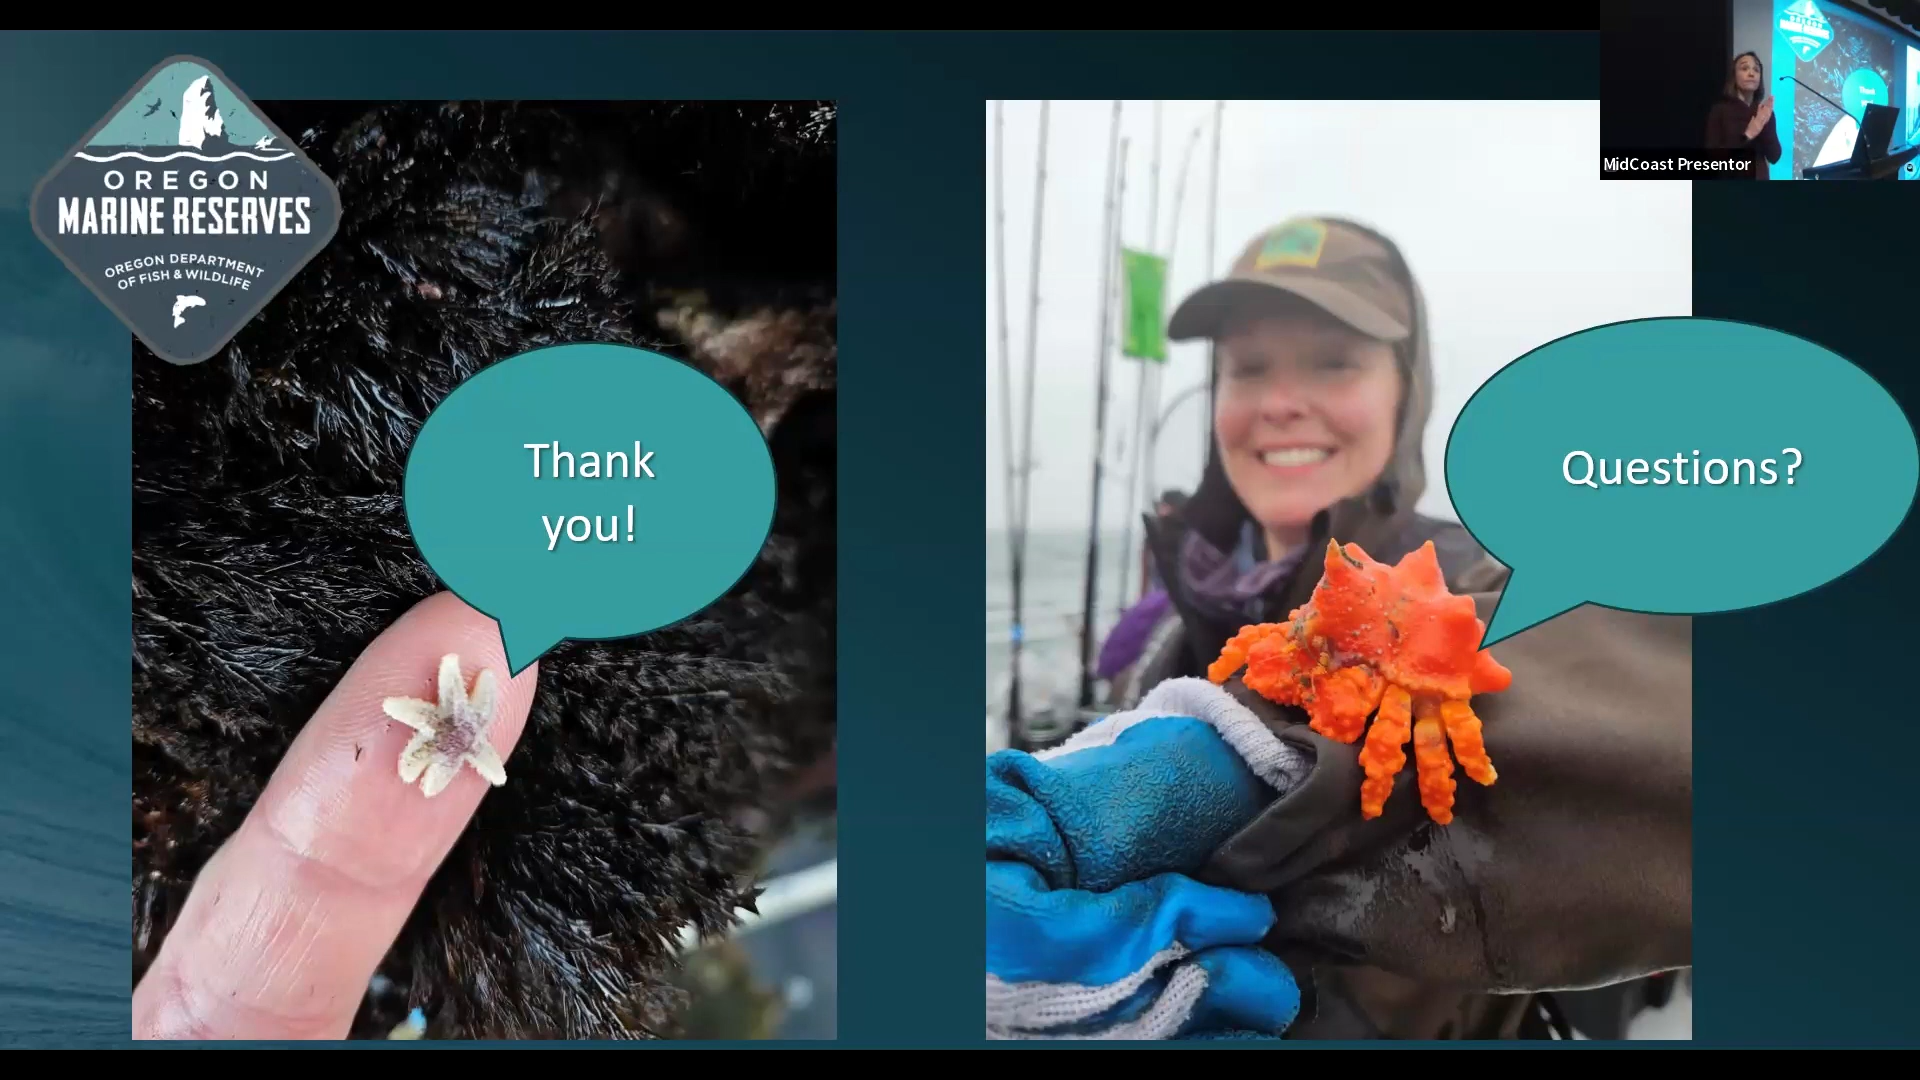 OREGON
MARINE RESERVES
OREGON DEPARTMENT
OF FISH & WILDLIFE
Thank
you!
Questions?
MidCoast Presentor